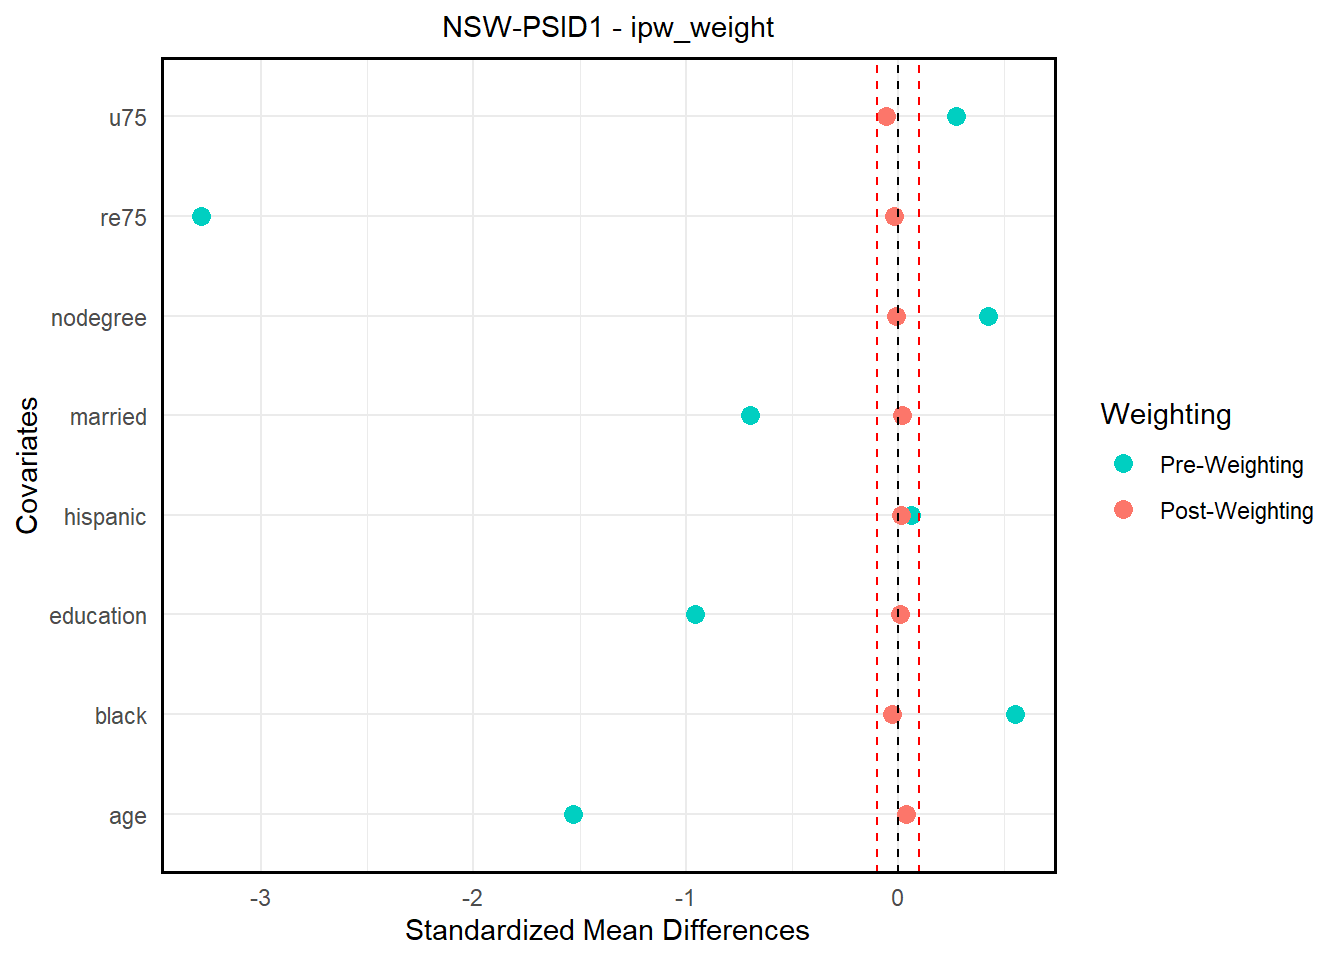 NSW-PSID1 - ipw_weight
u75
re75
nodegree
married
hispanic
education
black
age
Covariates
-3
-2
-1
0
Standardized Mean Differences
Weighting
Pre-Weighting
Post-Weighting